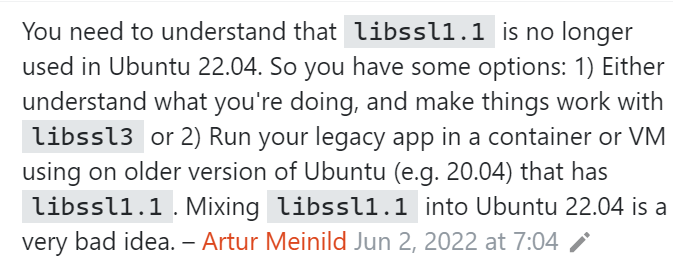 You need to understand that libssl1.1 is no longer
used in Ubuntu 22.04. So you have some options: 1) Either
understand what you're doing, and make things work with
libssl3 or 2) Run your legacy app in a container or VM
using on older version of Ubuntu (e.g. 20.04) that has
libssl1.1 . Mixing libssl1.1 into Ubuntu 22.04 is a
very bad idea. – Artur Meinild Jun 2, 2022 at 7:04